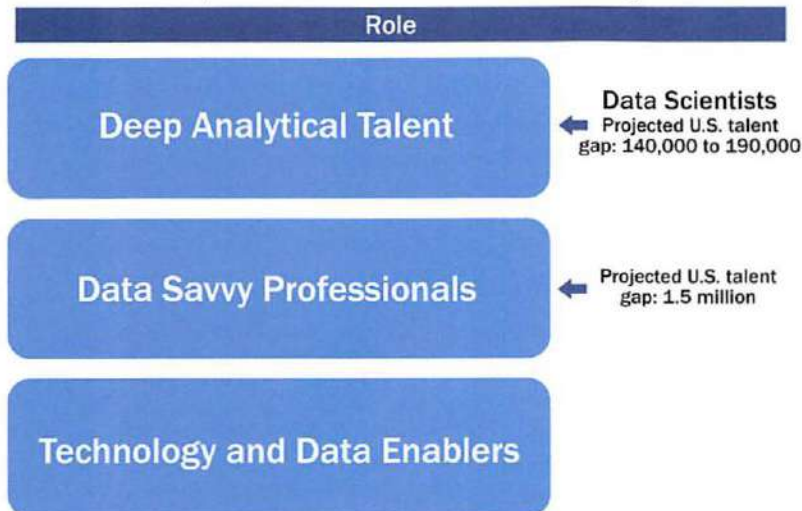 Role
Deep Analytical Talent
Data Scientists
Projected U.S. talent
gap: 140,000 to 190,000
Data Savvy Professionals
Projected U.S. talent
gap: 1.5 million
Technology and Data Enablers